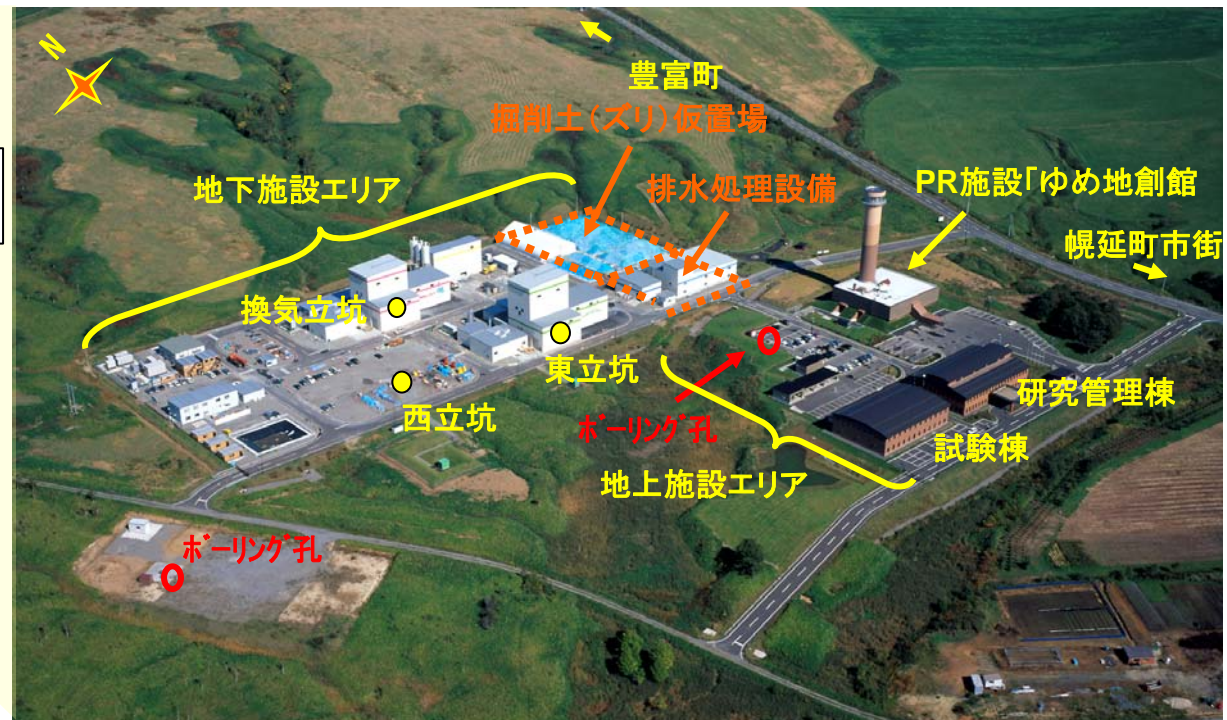 N
豊富町
掘削土(ズリ)仮置場
地下施設エリア
排水処理設備
PR施設「ゆめ地創館
幌延町市街
換気立坑
東立坑
西立坑
ボーリング孔
研究管理棟
試験棟
地上施設エリア
ボーリング孔